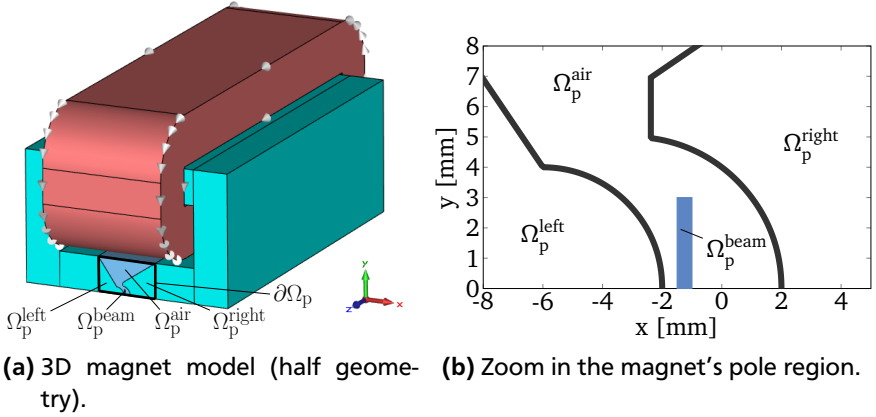 Ω_p^left Ω_p^beam Ω_p^air Ω_p^right ∂Ω_p
y
x
z
8
7
6
5
4
3
2
1
0
y [mm]
Ω_p^air
Ω_p^right
Ω_p^left
Ω_p^beam
-8 -6 -4 -2 0 2 4
x [mm]
(a) 3D magnet model (half geome-
try).
(b) Zoom in the magnet's pole region.